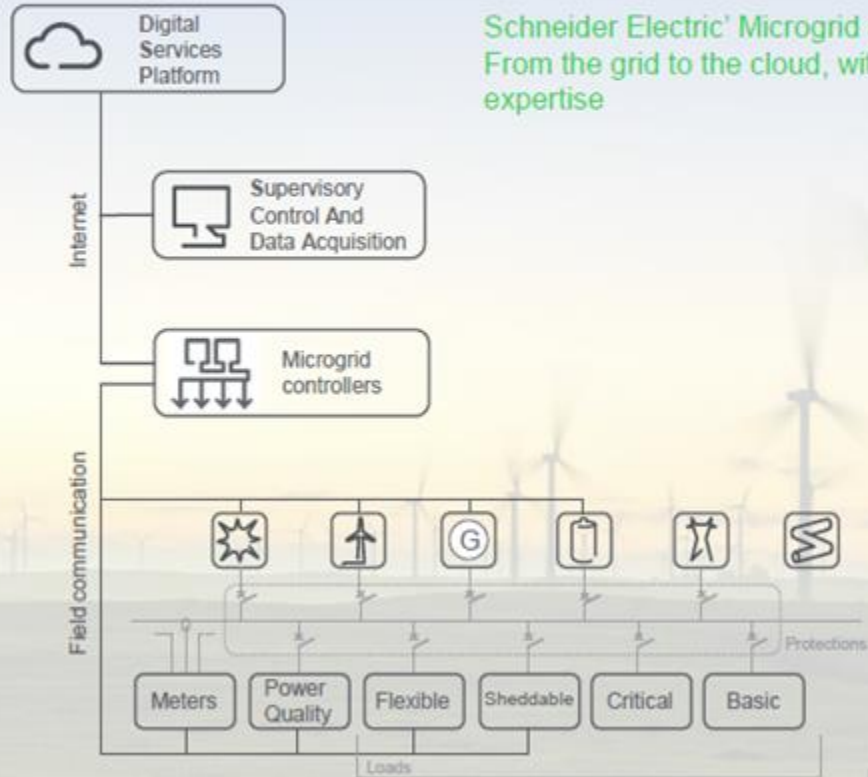 Digital
Services
Platform
Schneider Electric' Microgrid
From the grid to the cloud, wit
expertise
Internet
Supervisory
Control And
Data Acquisition
Microgrid
controllers
Field communication
G
Protections
Meters
Power
Quality
Flexible
Sheddable
Critical
Basic
Loads